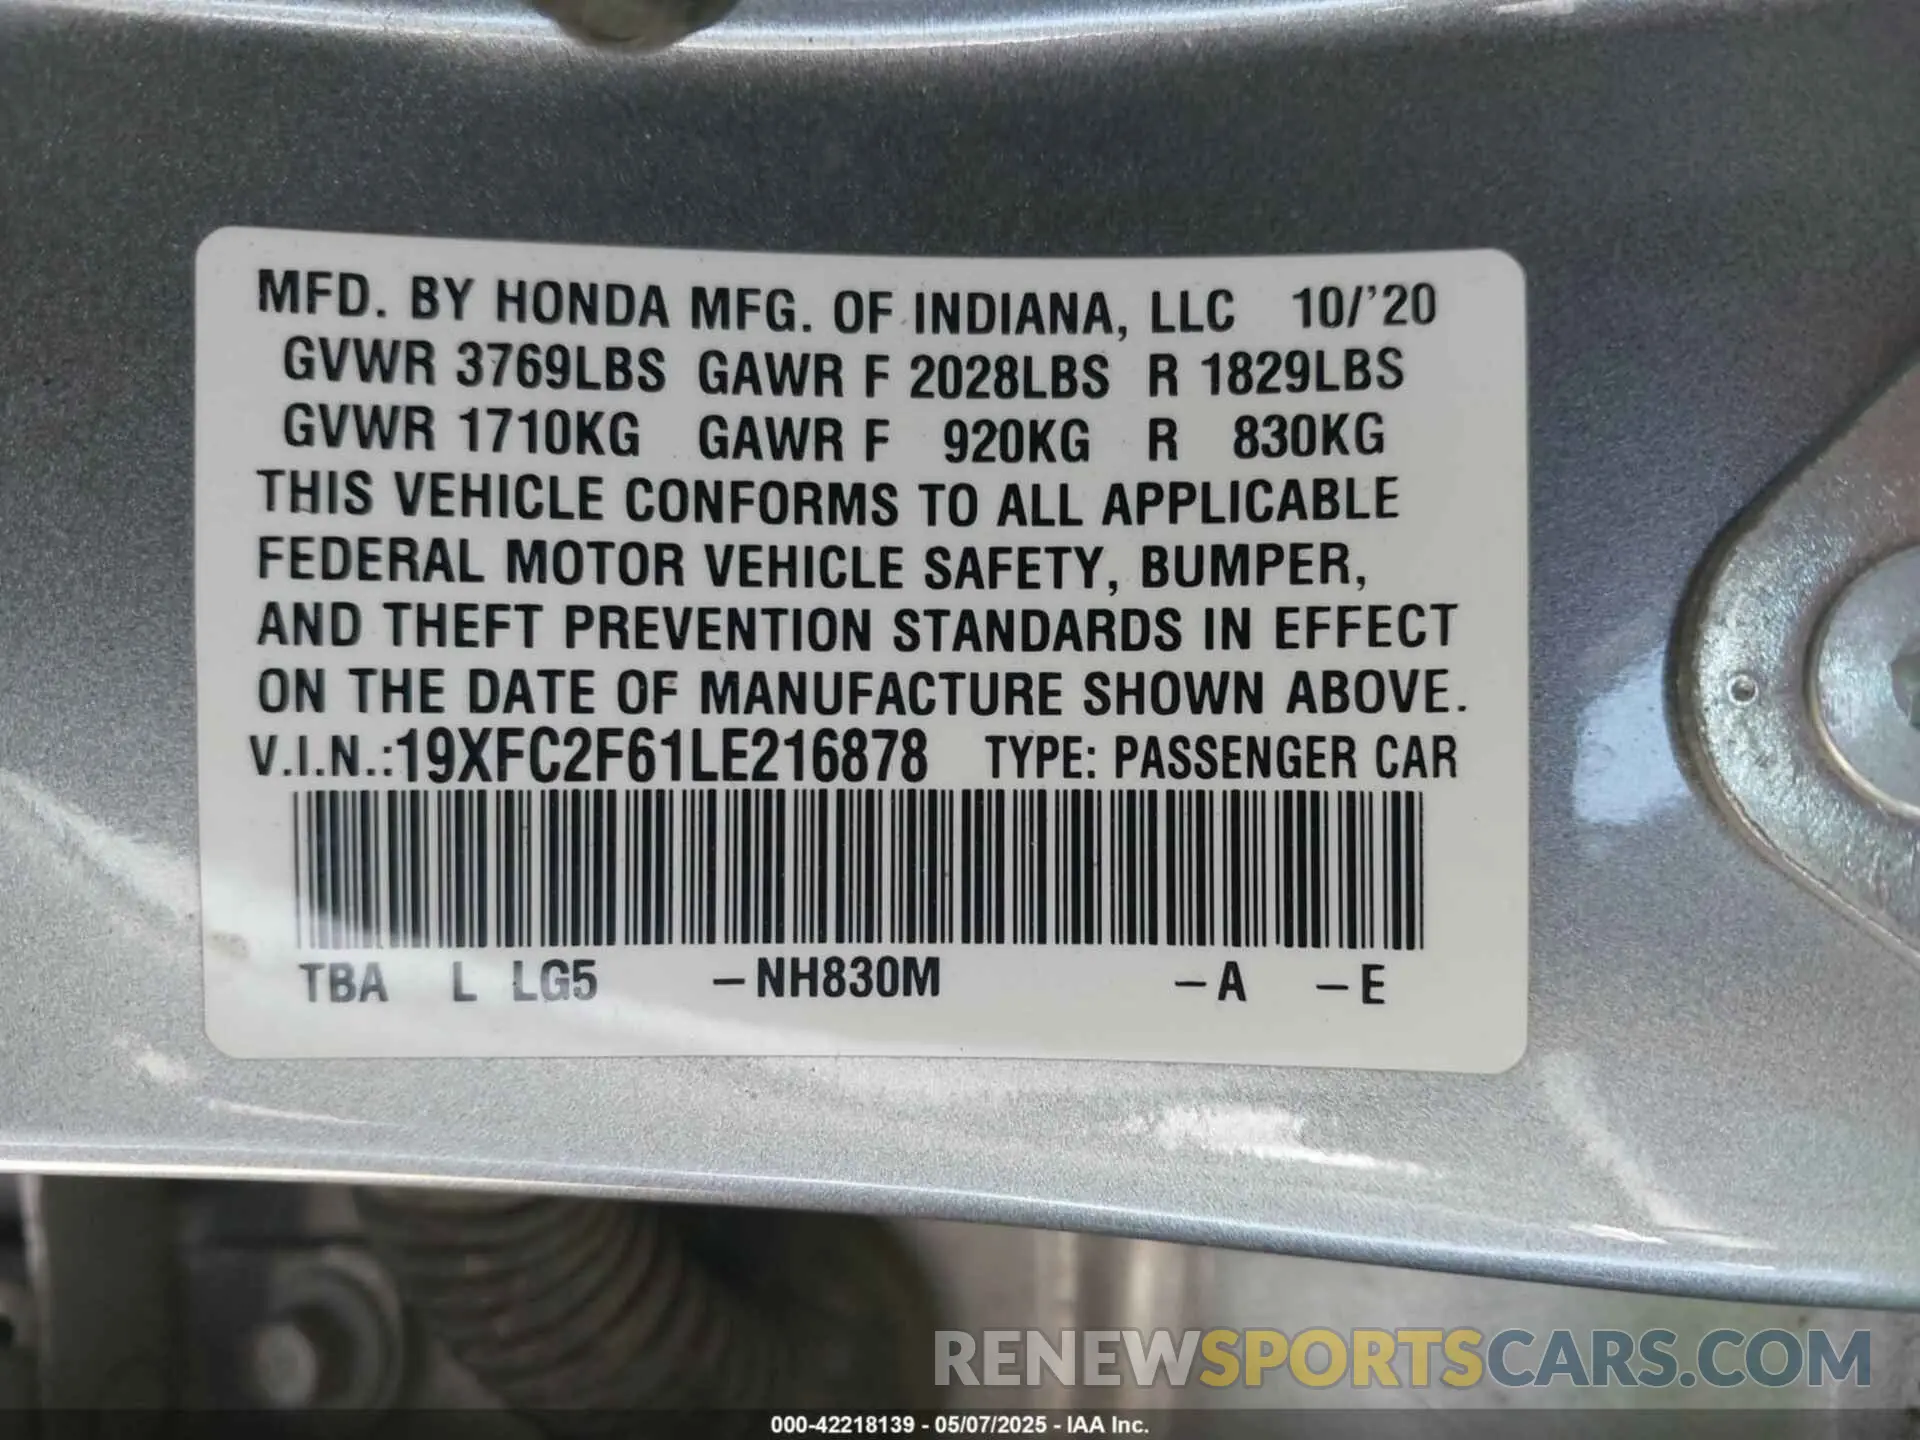 MFD. BY HONDA MFG. OF INDIANA, LLC 10/'20
GVWR 3769LBS GAWR F 2028LBS R 1829LBS
GVWR 1710KG GAWR F 920KG R 830KG
THIS VEHICLE CONFORMS TO ALL APPLICABLE
FEDERAL MOTOR VEHICLE SAFETY, BUMPER,
AND THEFT PREVENTION STANDARDS IN EFFECT
ON THE DATE OF MANUFACTURE SHOWN ABOVE.
V.I.N.:19XFC2F61LE216878 TYPE: PASSENGER CAR
TBA L LG5 -NH830M -A -E
RENEWSPORTSCARS.COM
000-42218139 - 05/07/2025 - IAA Inc.